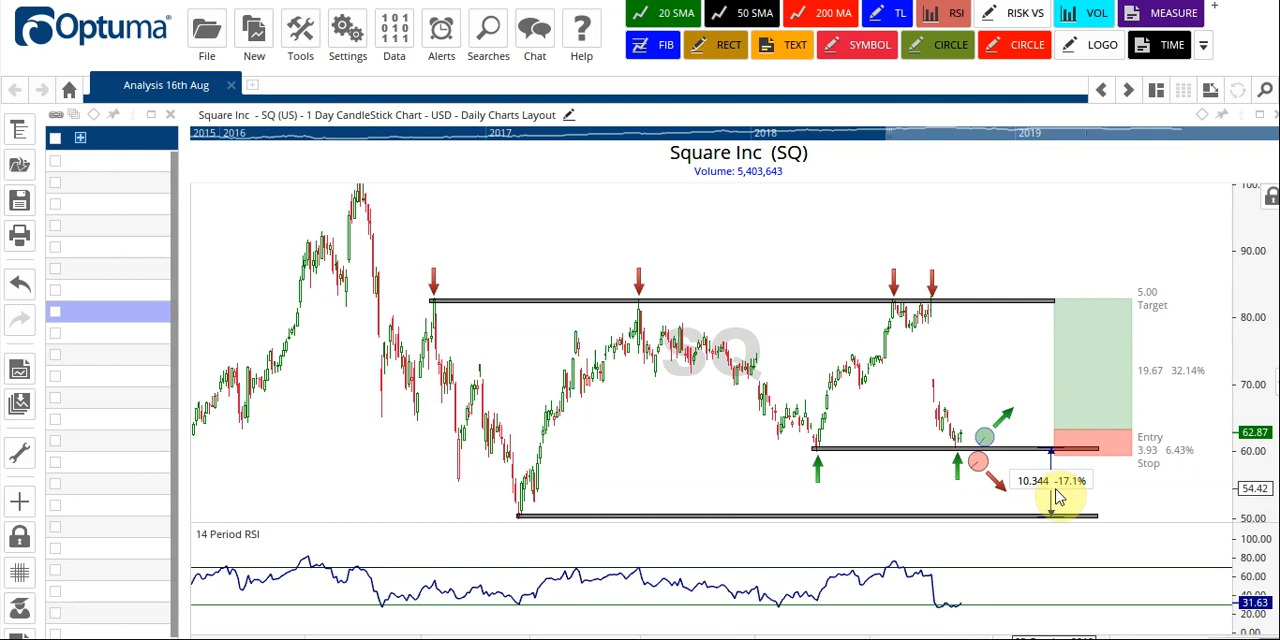 Optuma®
File
New
Tools
Settings
Data
Alerts
Searches
Chat
Help
20 SMA
50 SMA
200 MA
TL
RSI
RISK VS
VOL
MEASURE
FIB
RECT
TEXT
SYMBOL
CIRCLE
CIRCLE
LOGO
TIME
Analysis 16th Aug
Square Inc - SQ (US) - 1 Day CandleStick Chart - USD - Daily Charts Layout
2015 2016 2017 2018 2019
Square Inc (SQ)
Volume: 5,403,643
SQ
100.
90.00
80.00
70.00
62.87
60.00
54.42
50.00
5.00
Target
19.67 32.14%
Entry
3.93 6.43%
Stop
10.344 -17.1%
14 Period RSI
100.00
80.00
60.00
31.63
20.00
0.00